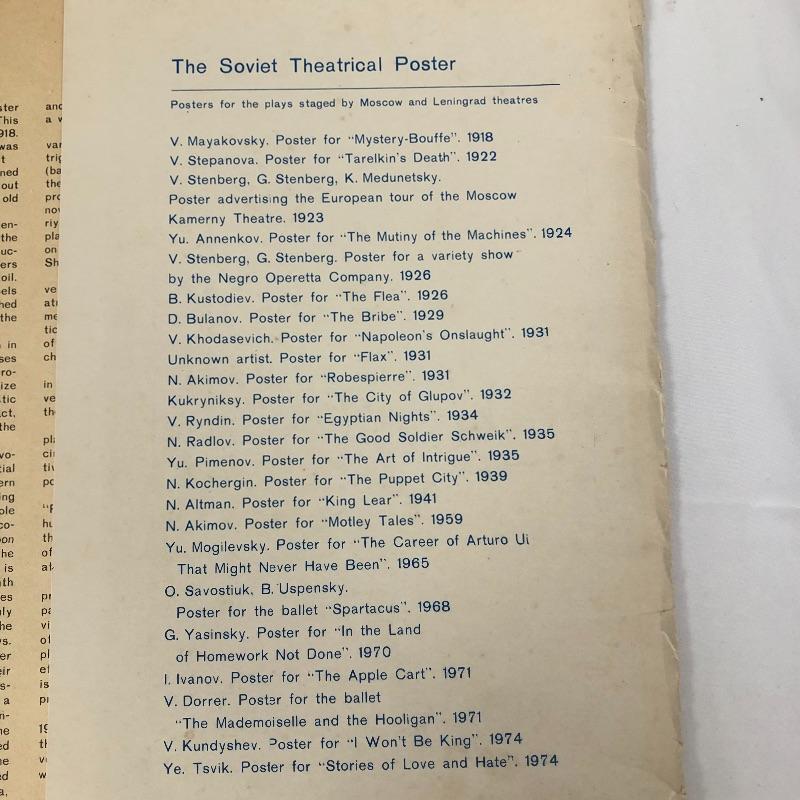 The Soviet Theatrical Poster
Posters for the plays staged by Moscow and Leningrad theatres
V. Mayakovsky. Poster for "Mystery-Bouffe". 1918
V. Stepanova. Poster for "Tarelkin's Death". 1922
V. Stenberg, G. Stenberg, K. Medunetsky.
Poster advertising the European tour of the Moscow
Kamerny Theatre. 1923
Yu. Annenkov. Poster for "The Mutiny of the Machines". 1924
V. Stenberg, G. Stenberg. Poster for a variety show
by the Negro Operetta Company. 1926
B. Kustodiev. Poster for "The Flea". 1926
D. Bulanov. Poster for "The Bribe". 1929
V. Khodasevich. Poster for "Napoleon's Onslaught". 1931
Unknown artist. Poster for "Flax". 1931
N. Akimov. Poster for "Robespierre". 1931
Kukryniksy. Poster for "The City of Glupov". 1932
V. Ryndin. Poster for "Egyptian Nights". 1934
N. Radlov. Poster for "The Good Soldier Schweik". 1935
Yu. Pimenov. Poster for "The Art of Intrigue". 1935
N. Kochergin. Poster for "The Puppet City". 1939
N. Altman. Poster for "King Lear". 1941
N. Akimov. Poster for "Motley Tales". 1959
Yu. Mogilevsky. Poster for "The Career of Arturo Ui
That Might Never Have Been". 1965
O. Savostiuk, B. Uspensky.
Poster for the ballet "Spartacus". 1968
G. Yasinsky. Poster for "In the Land
of Homework Not Done". 1970
I. Ivanov. Poster for "The Apple Cart". 1971
V. Dorrer. Poster for the ballet
"The Mademoiselle and the Hooligan". 1971
V. Kundyshev. Poster for "I Won't Be King". 1974
Ye. Tsvik. Poster for "Stories of Love and Hate". 1974